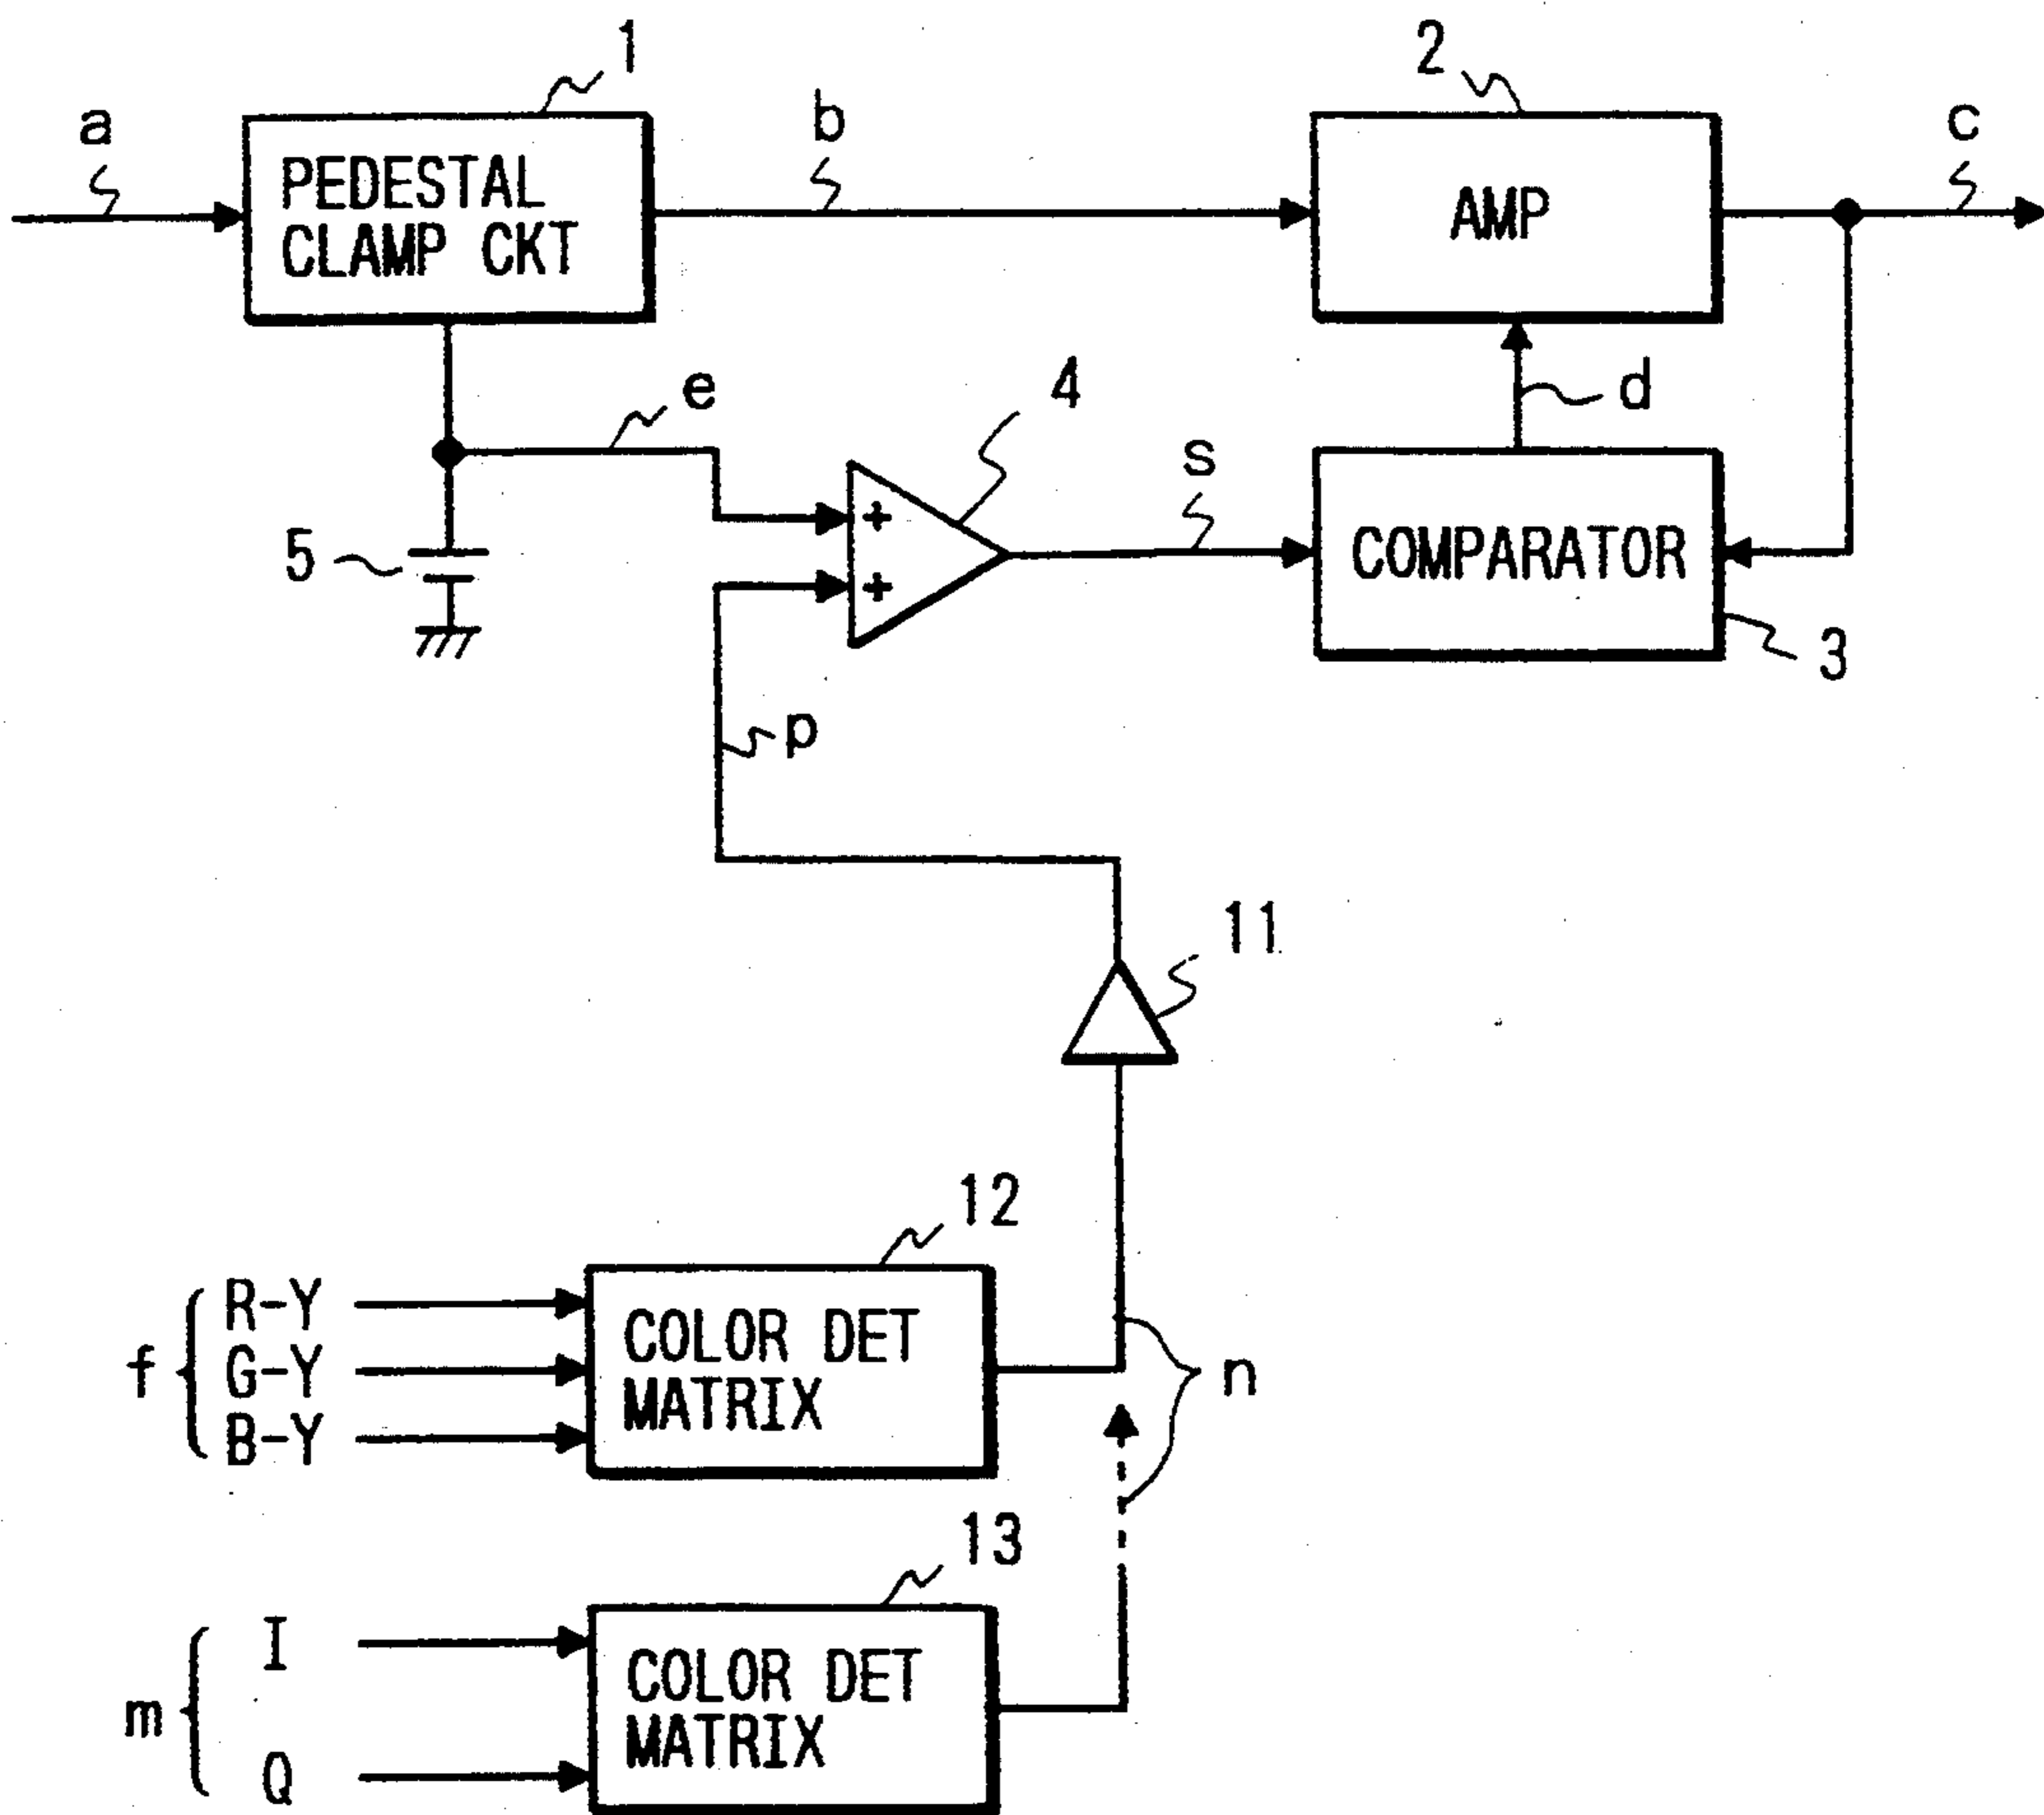 1
2
a
b
c
PEDESTAL
CLAMP CKT
AMP
e
4
d
s
5
+
+
COMPARATOR
3
p
11
12
f
R-Y
G-Y
B-Y
COLOR DET
MATRIX
n
13
m
I
Q
COLOR DET
MATRIX